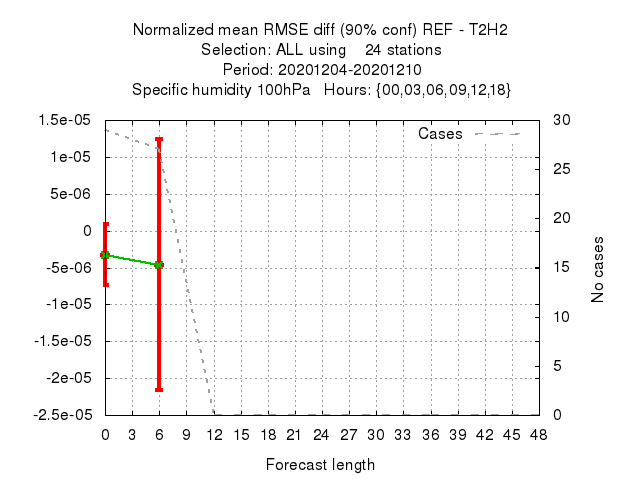 Normalized mean RMSE diff (90% conf) REF - T2H2
Selection: ALL using    24 stations
Period: 20201204-20201210
Specific humidity 100hPa   Hours: {00,03,06,09,12,18}
1.5e-05
1e-05
5e-06
0
-5e-06
-1e-05
-1.5e-05
-2e-05
-2.5e-05
Cases
30
25
20
15
10
5
0
No cases
0 3 6 9 12 15 18 21 24 27 30 33 36 39 42 45 48
Forecast length